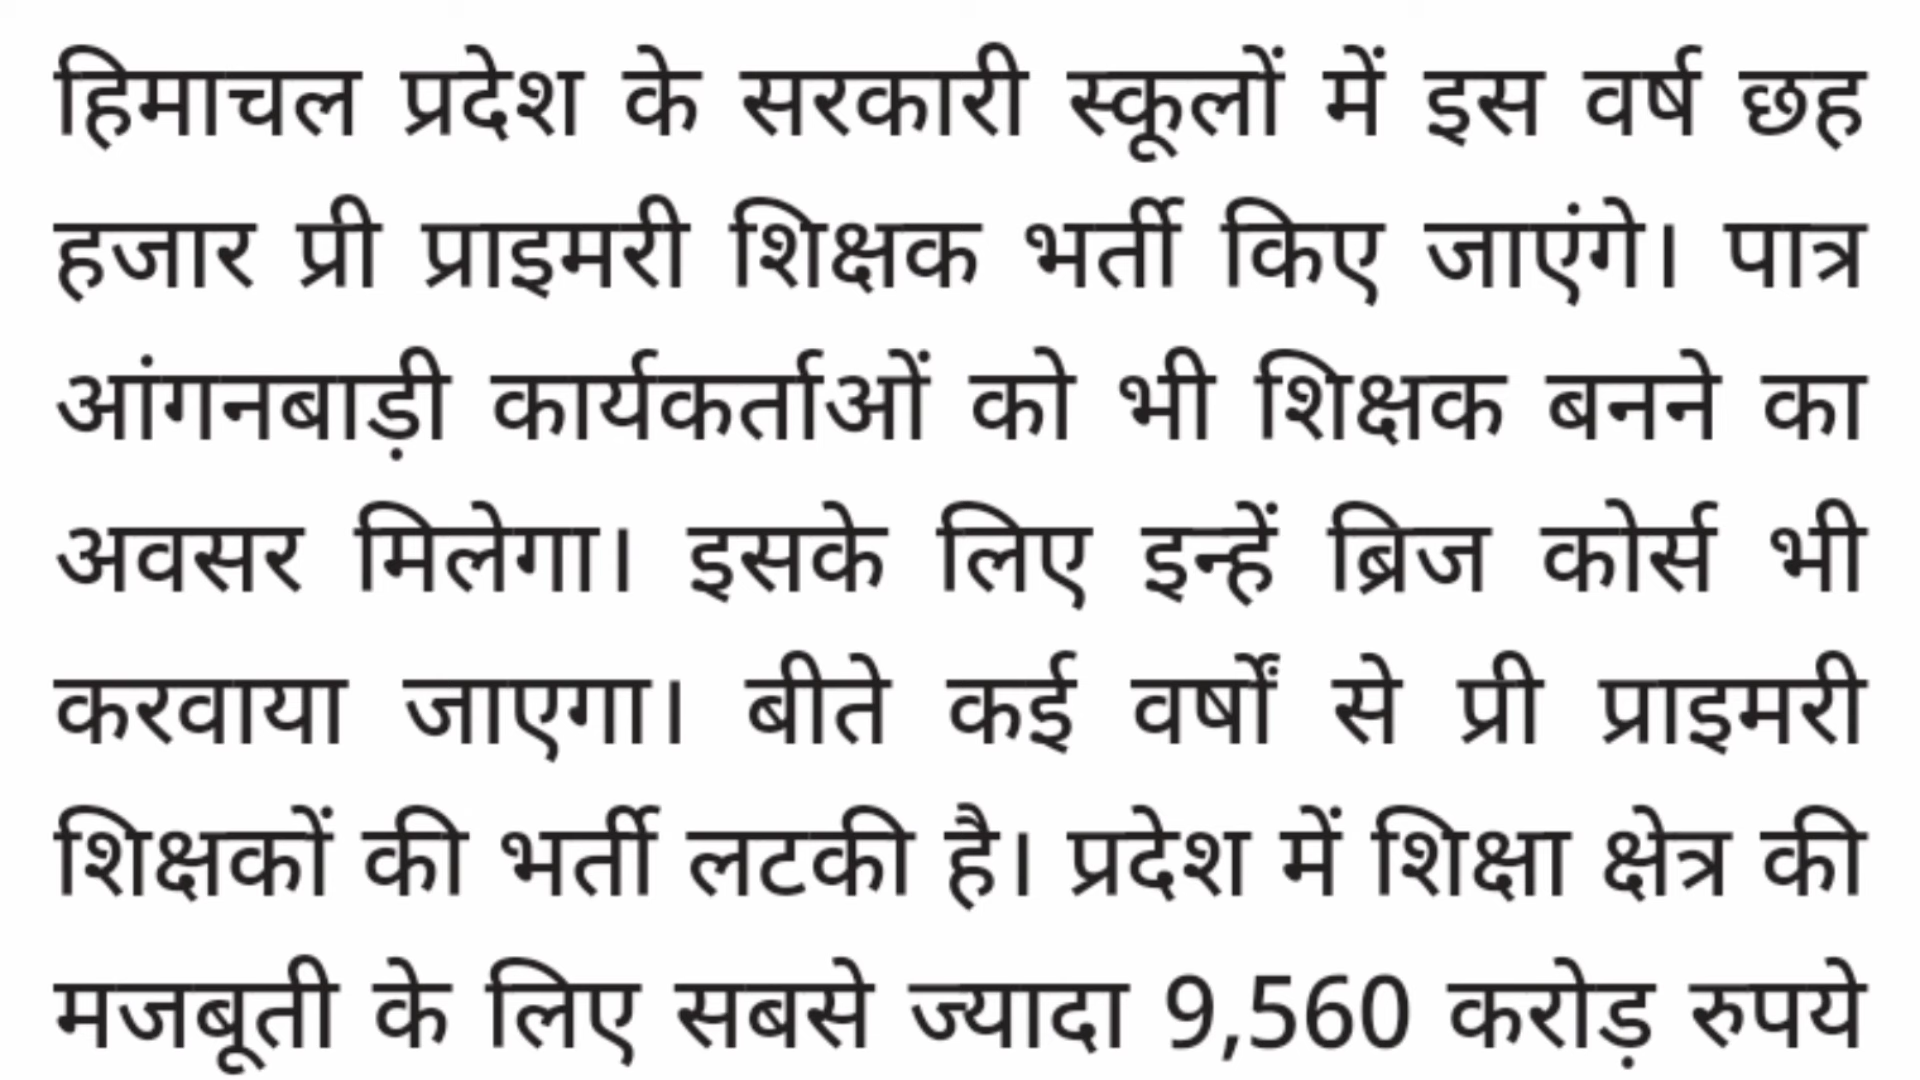 हिमाचल प्रदेश के सरकारी स्कूलों में इस वर्ष छह
हजार प्री प्राइमरी शिक्षक भर्ती किए जाएंगे। पात्र
आंगनबाड़ी कार्यकर्ताओं को भी शिक्षक बनने का
अवसर मिलेगा। इसके लिए इन्हें ब्रिज कोर्स भी
करवाया जाएगा। बीते कई वर्षों से प्री प्राइमरी
शिक्षकों की भर्ती लटकी है। प्रदेश में शिक्षा क्षेत्र की
मजबूती के लिए सबसे ज्यादा 9,560 करोड़ रुपये